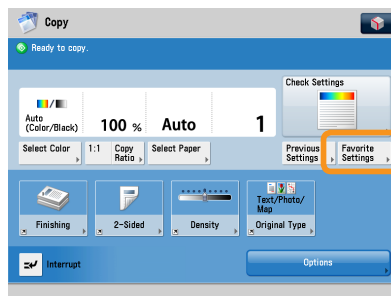 Copy
Ready to copy.
Check Settings
Auto
(Color/Black)
100 %
Auto
1
Select Color
1:1
Copy
Ratio
Select Paper
Previous
Settings
Favorite
Settings
Finishing
2-Sided
Density
Text/Photo/
Map
Original Type
Interrupt
Options